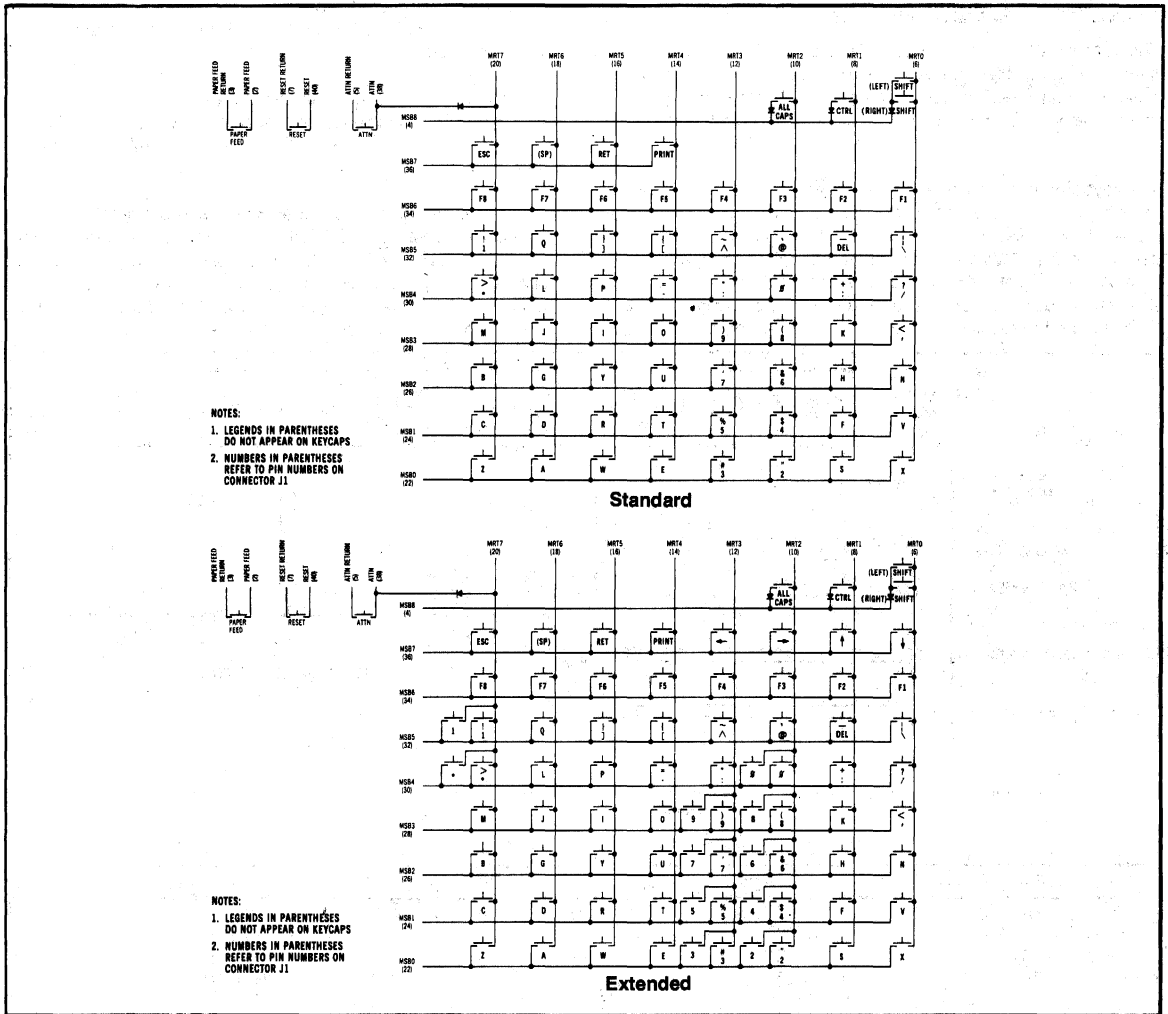 MRT7 MRT6 MRT5 MRT4 MRT3 MRT2 MRT1 MRT0
(20) (18) (16) (14) (12) (10) (8) (6)
PAPER FEED RETURN (3)
PAPER FEED (2)
RESET RETURN (7)
RESET (40)
ATTN RETURN (5)
ATTN (38)
(LEFT) SHIFT
PAPER FEED RESET ATTN
MSB8 (4) ALL CAPS CTRL (RIGHT) SHIFT
MSB7 (36) ESC (SP) RET PRINT
MSB6 (34) F8 F7 F6 F5 F4 F3 F2 F1
MSB5 (32) ! 1 Q } ] { [ ~ ^ ` @ — DEL | \
MSB4 (30) > L P = - * : Ø + ? /
MSB3 (28) M J I O ) 9 ( 8 K < ,
MSB2 (26) B G Y U ' 7 & 6 H N
MSB1 (24) C D R T % 5 $ 4 F V
MSB0 (22) Z A W E # 3 " 2 S X
NOTES:
1. LEGENDS IN PARENTHESES
DO NOT APPEAR ON KEYCAPS
2. NUMBERS IN PARENTHESES
REFER TO PIN NUMBERS ON
CONNECTOR J1
Standard
MRT7 MRT6 MRT5 MRT4 MRT3 MRT2 MRT1 MRT0
(20) (18) (16) (14) (12) (10) (8) (6)
PAPER FEED RETURN (3)
PAPER FEED (2)
RESET RETURN (7)
RESET (40)
ATTN RETURN (5)
ATTN (38)
(LEFT) SHIFT
PAPER FEED RESET ATTN
MSB8 (4) ALL CAPS CTRL (RIGHT) SHIFT
MSB7 (36) ESC (SP) RET PRINT ← → ↑ ↓
MSB6 (34) F8 F7 F6 F5 F4 F3 F2 F1
MSB5 (32) 1 ! 1 Q } ] { [ ~ ^ ` @ — DEL | \
MSB4 (30) > L P = - * : Ø Ø + ? /
MSB3 (28) M J I O 9 ) 9 8 ( 8 K < ,
MSB2 (26) B G Y U 7 ' 7 6 & 6 H N
MSB1 (24) C D R T 5 % 5 4 $ 4 F V
MSB0 (22) Z A W E 3 # 3 2 " 2 S X
NOTES:
1. LEGENDS IN PARENTHESES
DO NOT APPEAR ON KEYCAPS
2. NUMBERS IN PARENTHESES
REFER TO PIN NUMBERS ON
CONNECTOR J1
Extended